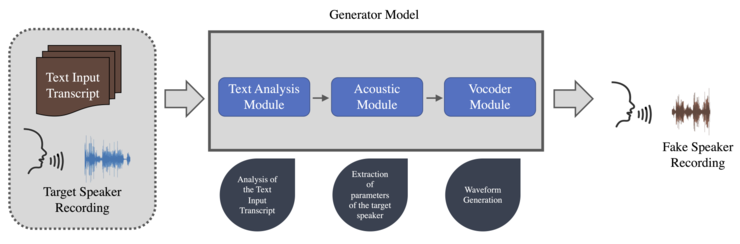 Generator Model
Text Input
Transcript
Target Speaker
Recording
Text Analysis
Module
Acoustic
Module
Vocoder
Module
Analysis of
the Text
Input
Transcript
Extraction
of
parameters
of the target
speaker
Waveform
Generation
Fake Speaker
Recording